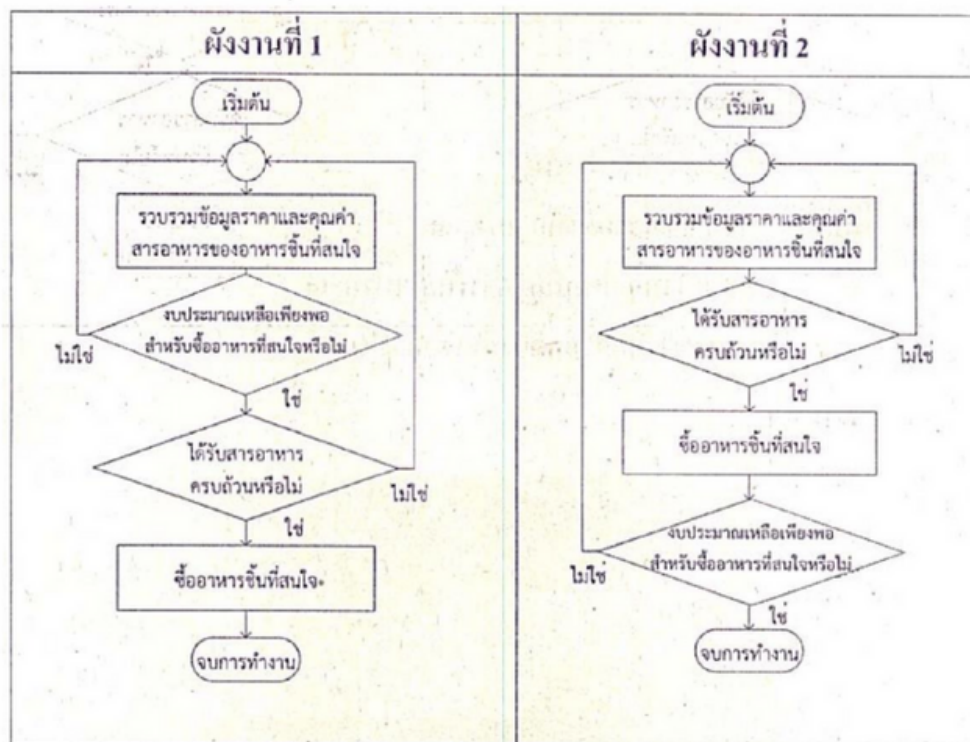 ผังงานที่ 1
เริ่มต้น
รวบรวมข้อมูลราคาและคุณค่า
สารอาหารของอาหารชิ้นที่สนใจ
งบประมาณเหลือเพียงพอ
สำหรับซื้ออาหารที่สนใจหรือไม่
ไม่ใช่
ใช่
ได้รับสารอาหาร
ครบถ้วนหรือไม่
ไม่ใช่
ใช่
ซื้ออาหารชิ้นที่สนใจ
จบการทำงาน
ผังงานที่ 2
เริ่มต้น
รวบรวมข้อมูลราคาและคุณค่า
สารอาหารของอาหารชิ้นที่สนใจ
ได้รับสารอาหาร
ครบถ้วนหรือไม่
ไม่ใช่
ใช่
ซื้ออาหารชิ้นที่สนใจ
งบประมาณเหลือเพียงพอ
สำหรับซื้ออาหารที่สนใจหรือไม่
ไม่ใช่
ใช่
จบการทำงาน